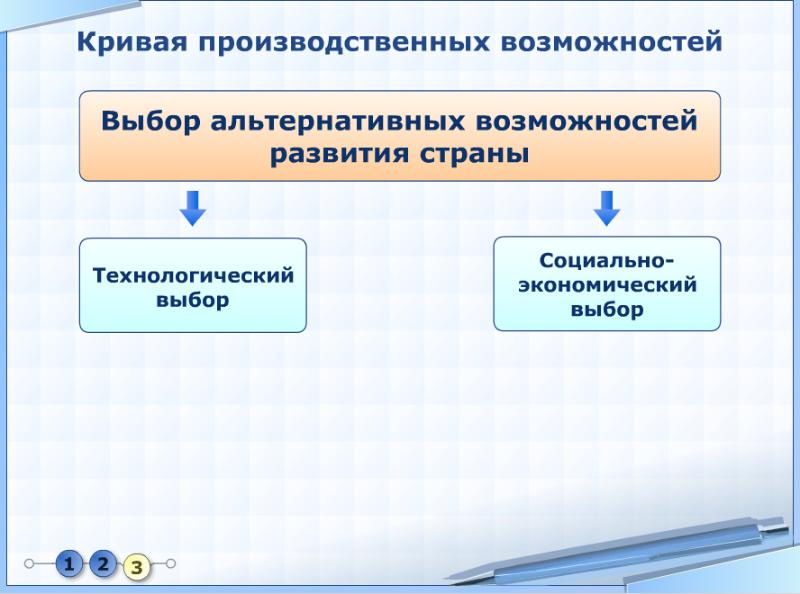 Кривая производственных возможностей
Выбор альтернативных возможностей
развития страны
Технологический
выбор
Социально-
экономический
выбор
1 2 3